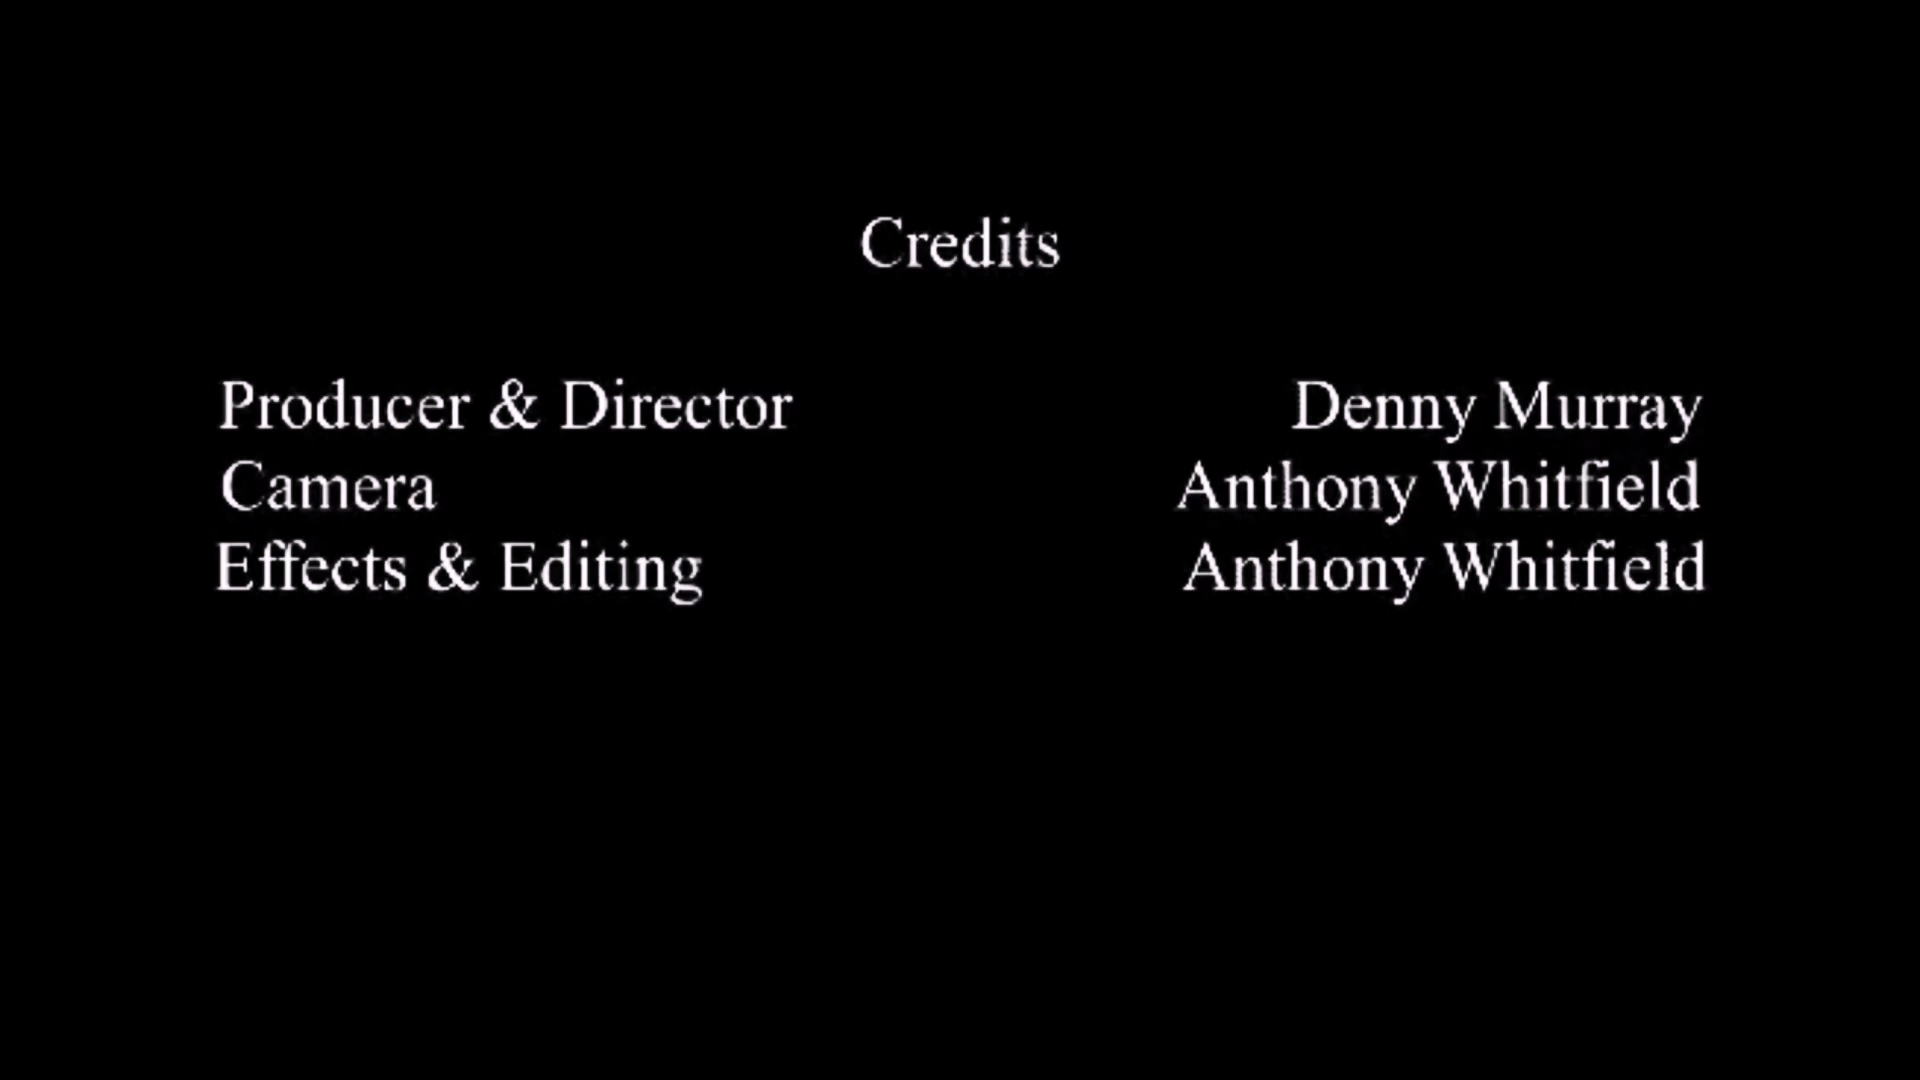 Credits
Producer & Director Denny Murray
Camera Anthony Whitfield
Effects & Editing Anthony Whitfield